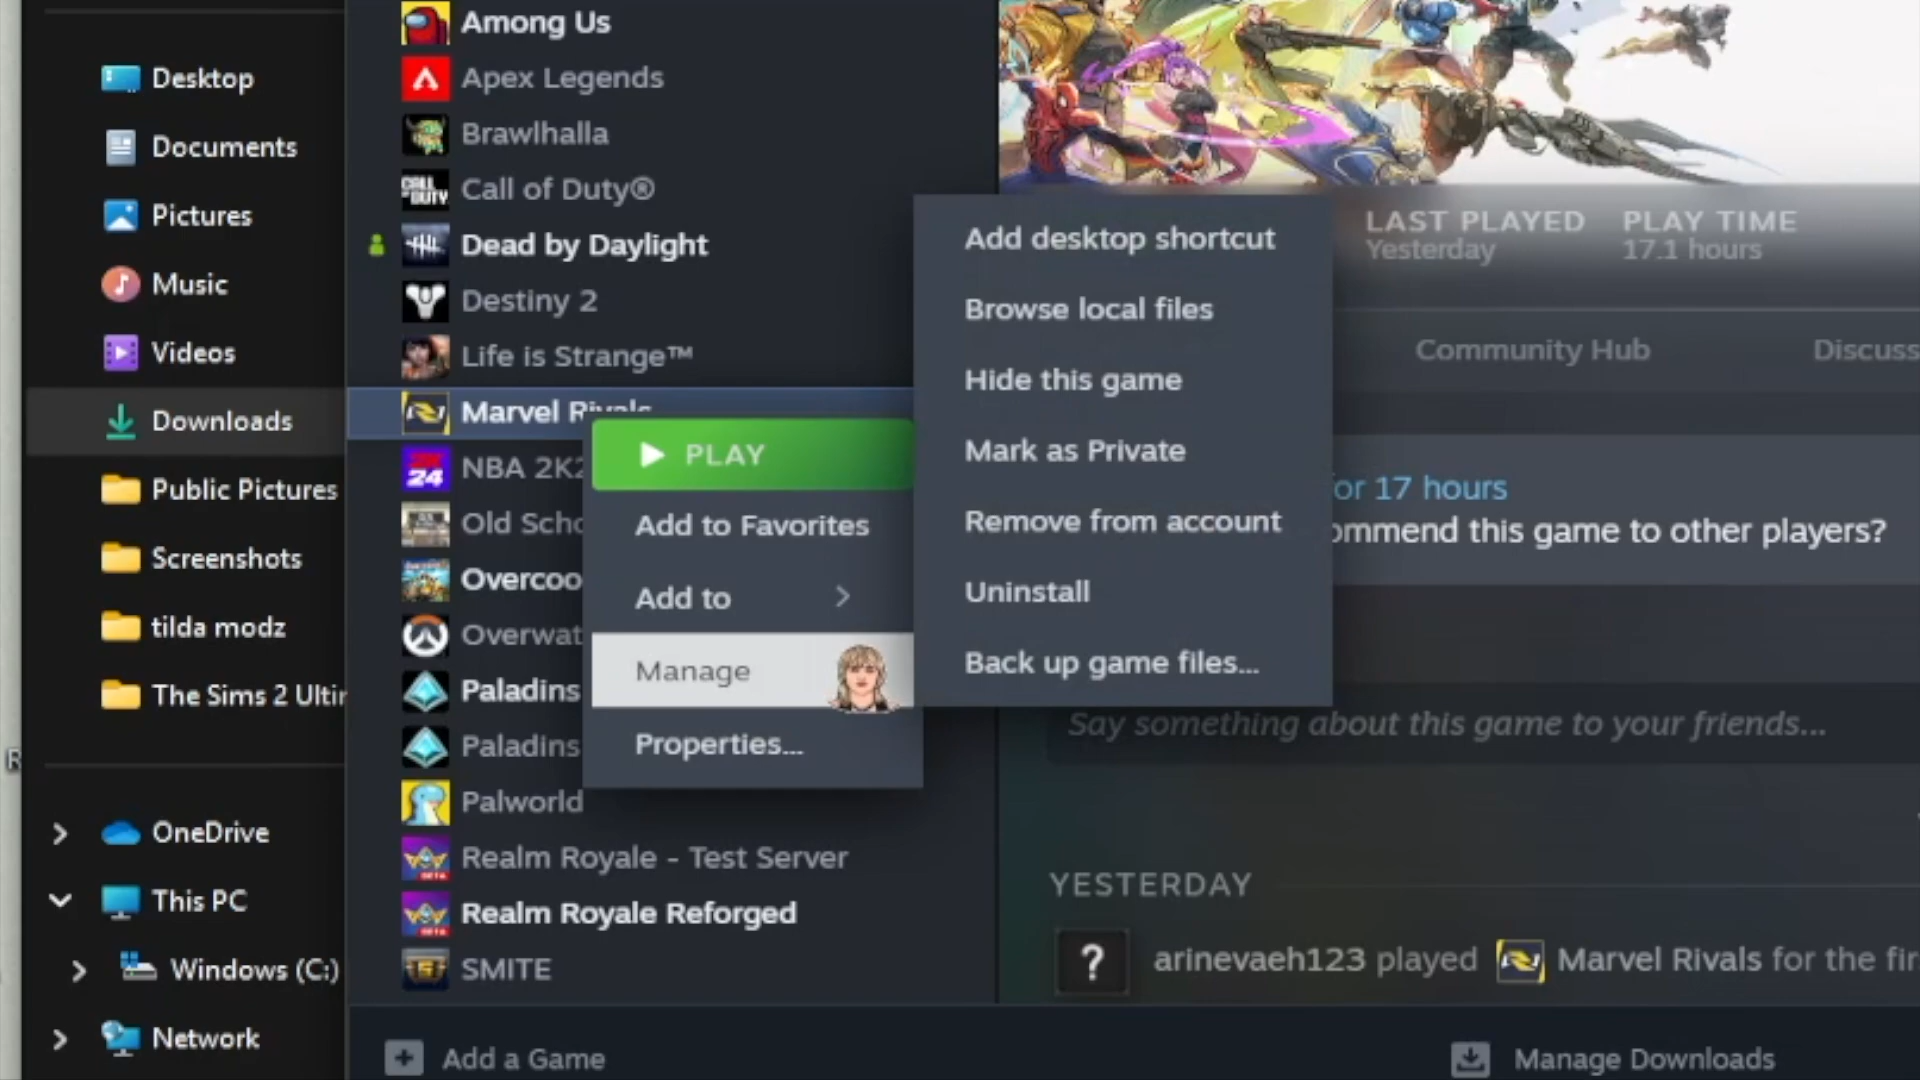 Desktop
Documents
Pictures
Music
Videos
Downloads
Public Pictures
Screenshots
tilda modz
The Sims 2
OneDrive
This PC
Windows (C:)
Network
Among Us
Apex Legends
Brawlhalla
Call of Duty®
Dead by Daylight
Destiny 2
Life is Strange™
Marvel Rivals
NBA 2K2
Old
Overwat
Paladins
Paladins
Palworld
Realm Royale - Test Server
Realm Royale Reforged
SMITE
Add a Game
PLAY
Add to Favorites
Add to
Manage
Properties...
Add desktop shortcut
Browse local files
Hide this game
Mark as Private
Remove from account
Uninstall
Back up game files...
LAST PLAYED
Yesterday
PLAY TIME
17.1 hours
Community Hub
Discuss
or 17 hours
ommend this game to other players?
Say something about this game to your friends...
YESTERDAY
? arinevaeh123 played Marvel Rivals for the fir
Manage Downloads